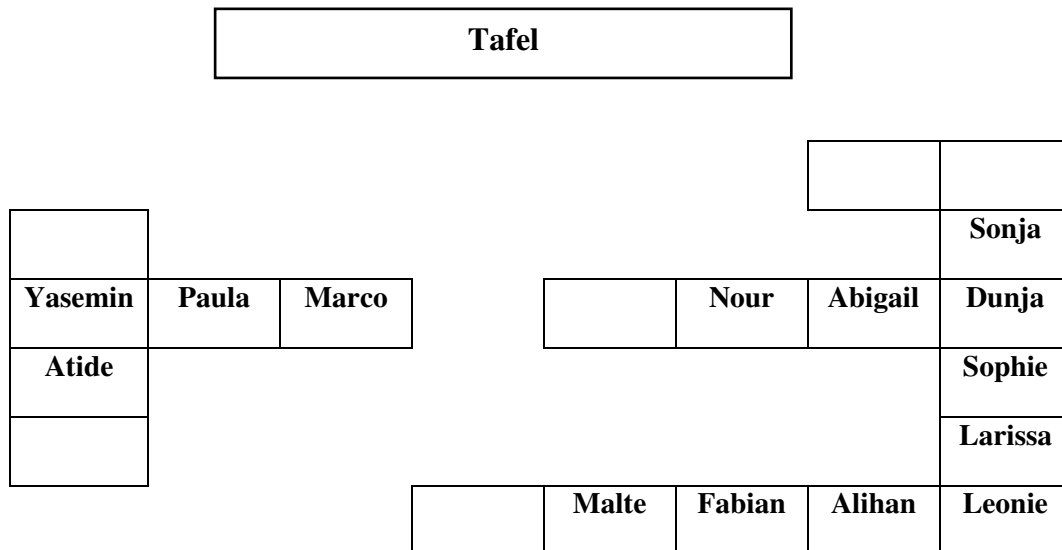 Tafel
Sonja
Yasemin Paula Marco Nour Abigail Dunja
Atide Sophie
Larissa
Malte Fabian Alihan Leonie